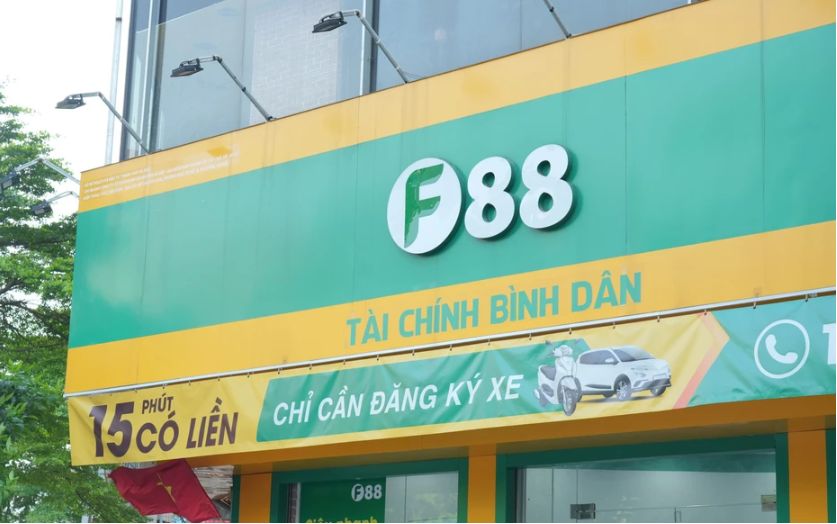 F88
TÀI CHÍNH BÌNH DÂN
15 PHÚT
CÓ LIỀN
CHỈ CẦN ĐĂNG KÝ XE
F88